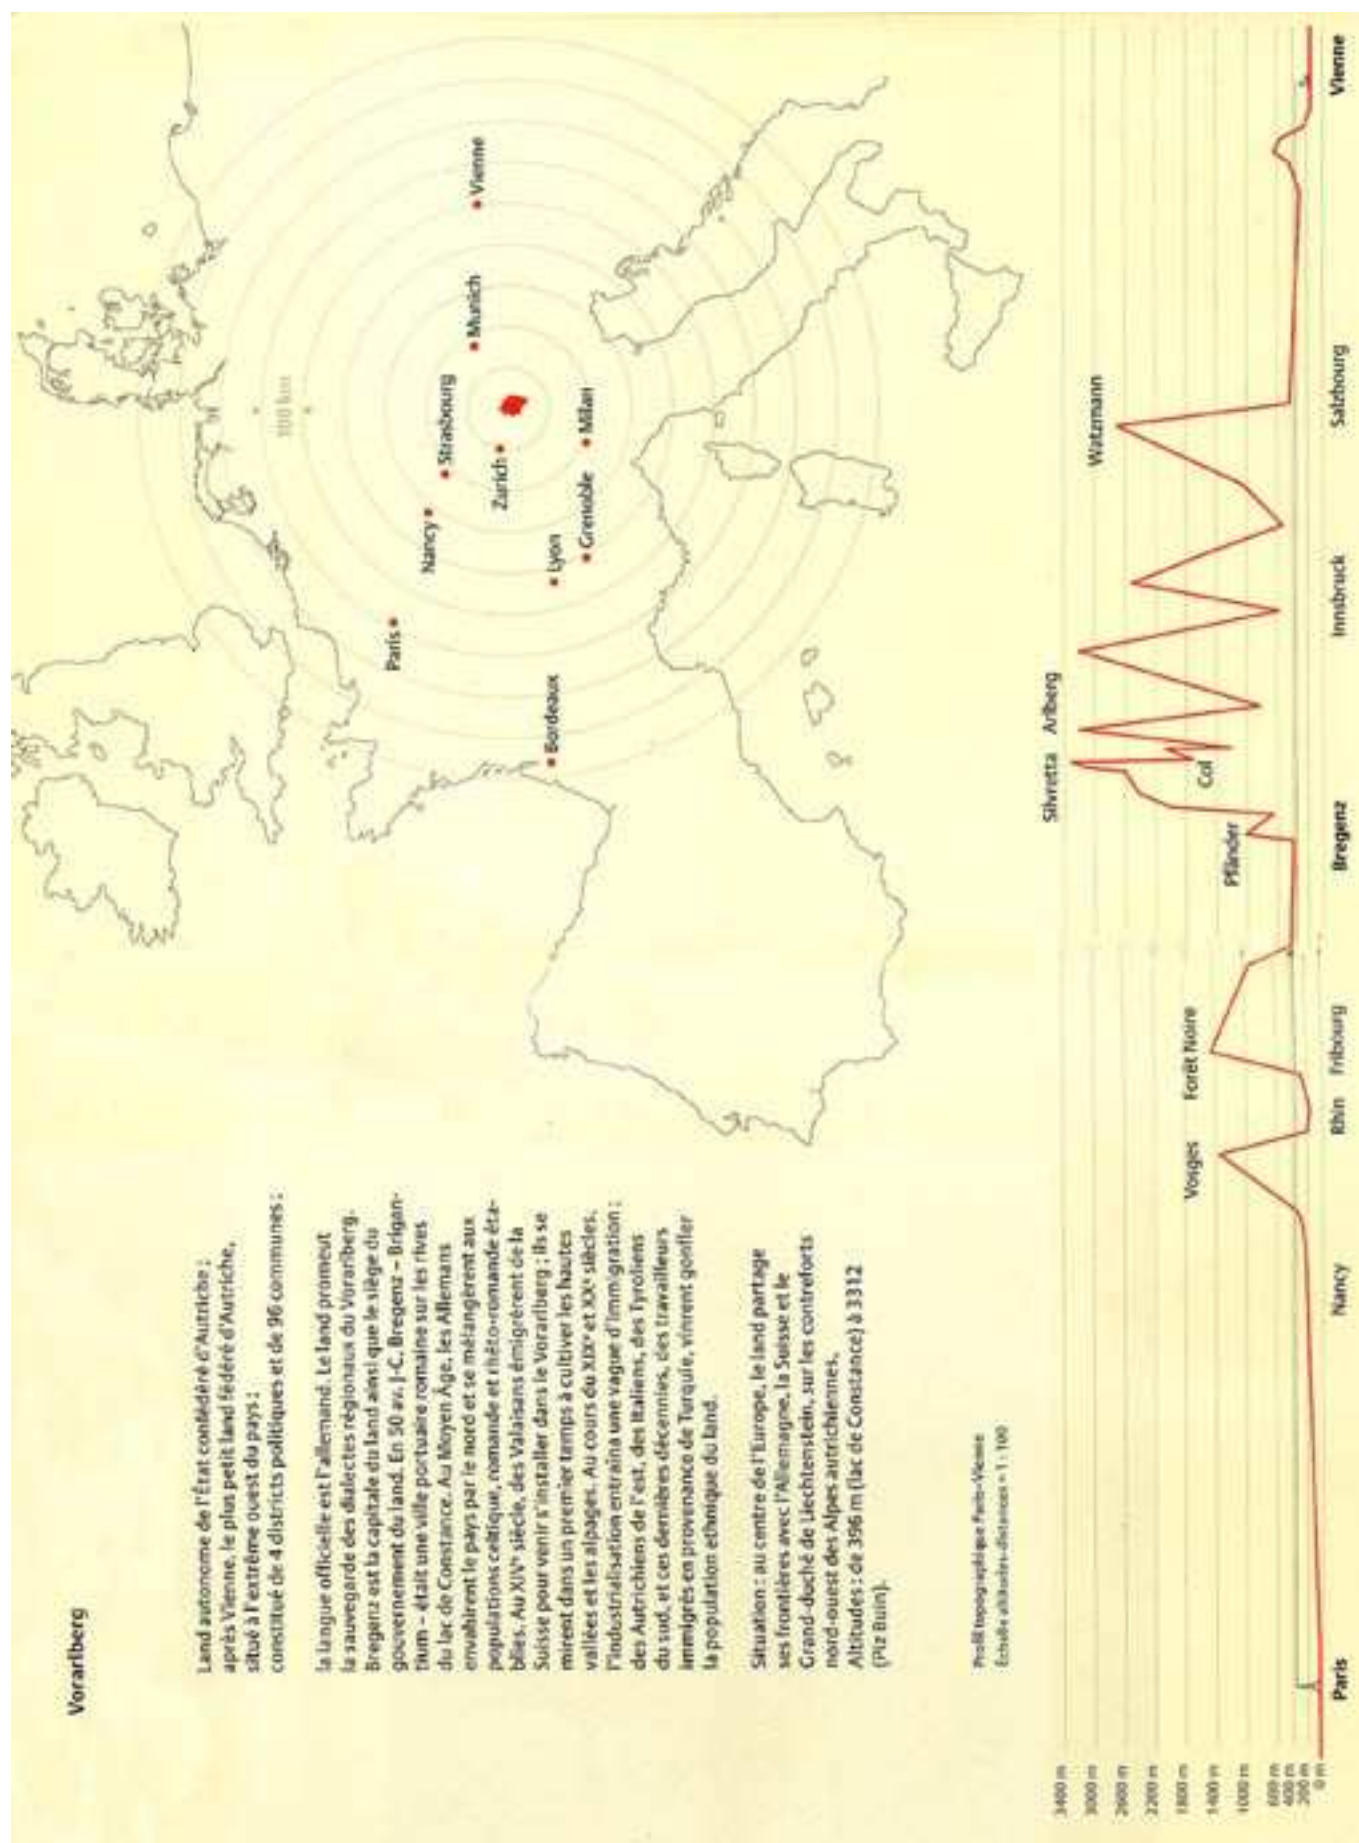 Vorarlberg
Land autonome de l'État confédéré d'Autriche ;
après Vienne, le plus petit land fédéré d'Autriche,
situé à l'extrême ouest du pays ;
constitué de 4 districts politiques et de 96 communes ;
la langue officielle est l'allemand. Le land promeut
la sauvegarde des dialectes régionaux du Vorarlberg.
Bregenz est la capitale du land ainsi que le siège du
gouvernement du land. En 50 av. J-C, Bregenz – Brigan-
tium – était une ville portuaire romaine sur les rives
du lac de Constance. Au Moyen Âge, les Allemans
envahirent le pays par le nord et se mélangèrent aux
populations celtique, romande et rhéto-romande éta-
blies. Au XIVe siècle, des Valaisans émigrèrent de la
Suisse pour venir s'installer dans le Vorarlberg ; ils se
mirent dans un premier temps à cultiver les hautes
vallées et les alpages. Au cours du XIXe et XXe siècles,
l'industrialisation entraîna une vague d'immigration :
des Autrichiens de l'est, des Italiens, des Tyroliens
du sud, et ces dernières décennies, des travailleurs
immigrés en provenance de Turquie, vinrent gonfler
la population ethnique du land.
Situation : au centre de l'Europe, le land partage
ses frontières avec l'Allemagne, la Suisse et le
Grand-duché de Liechtenstein, sur les contreforts
nord-ouest des Alpes autrichiennes.
Altitudes : de 396 m (lac de Constance) à 3312
(Piz Buin).
100 km
Paris
Nancy
Strasbourg
Munich
Vienne
Zurich
Bordeaux
Lyon
Grenoble
Milan
Profil topographique Paris-Vienne
Echelle altitudes-distances = 1 : 100
3400 m
3000 m
2600 m
2200 m
1800 m
1400 m
1000 m
600 m
400 m
200 m
0 m
Vosges
Forêt Noire
Pfänder
Silvretta
Col
Arlberg
Watzmann
Paris
Nancy
Rhin
Fribourg
Bregenz
Innsbruck
Salzbourg
Vienne